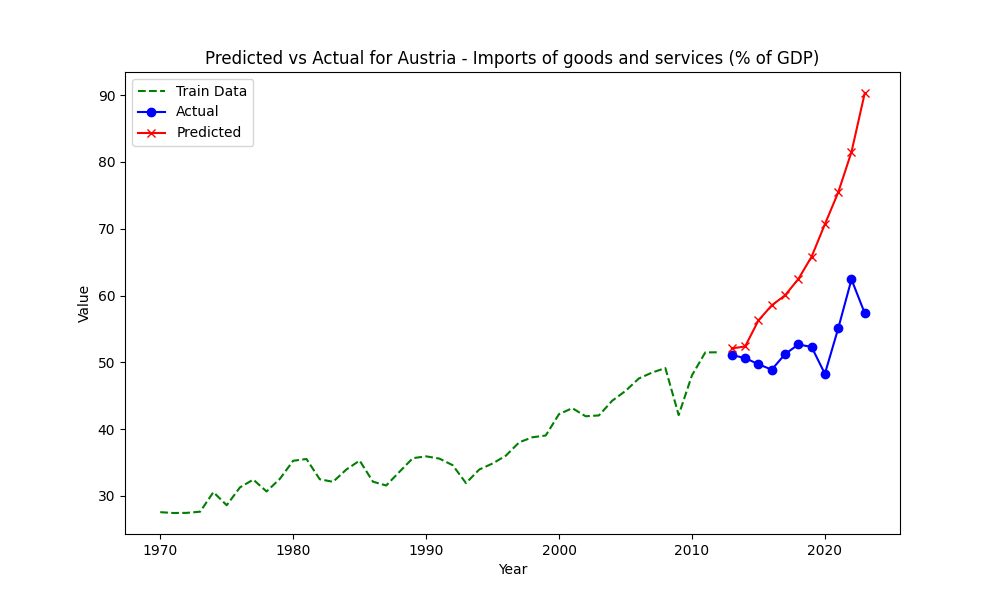 Predicted vs Actual for Austria - Imports of goods and services (% of GDP)
Train Data
Actual
Predicted
90
80
70
60
50
40
30
Value
1970 1980 1990 2000 2010 2020
Year